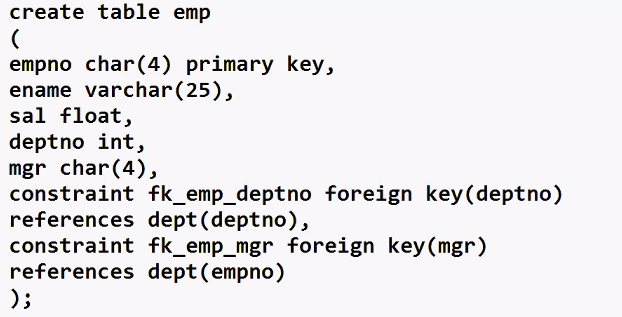 create table emp
(
empno char(4) primary key,
ename varchar(25),
sal float,
deptno int,
mgr char(4),
constraint fk_emp_deptno foreign key(deptno)
references dept(deptno),
constraint fk_emp_mgr foreign key(mgr)
references dept(empno)
);